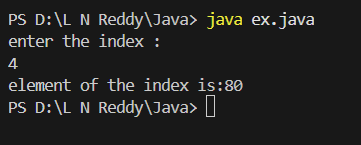 PS D:\L N Reddy\Java> java ex.java
enter the index :
4
element of the index is:80
PS D:\L N Reddy\Java>